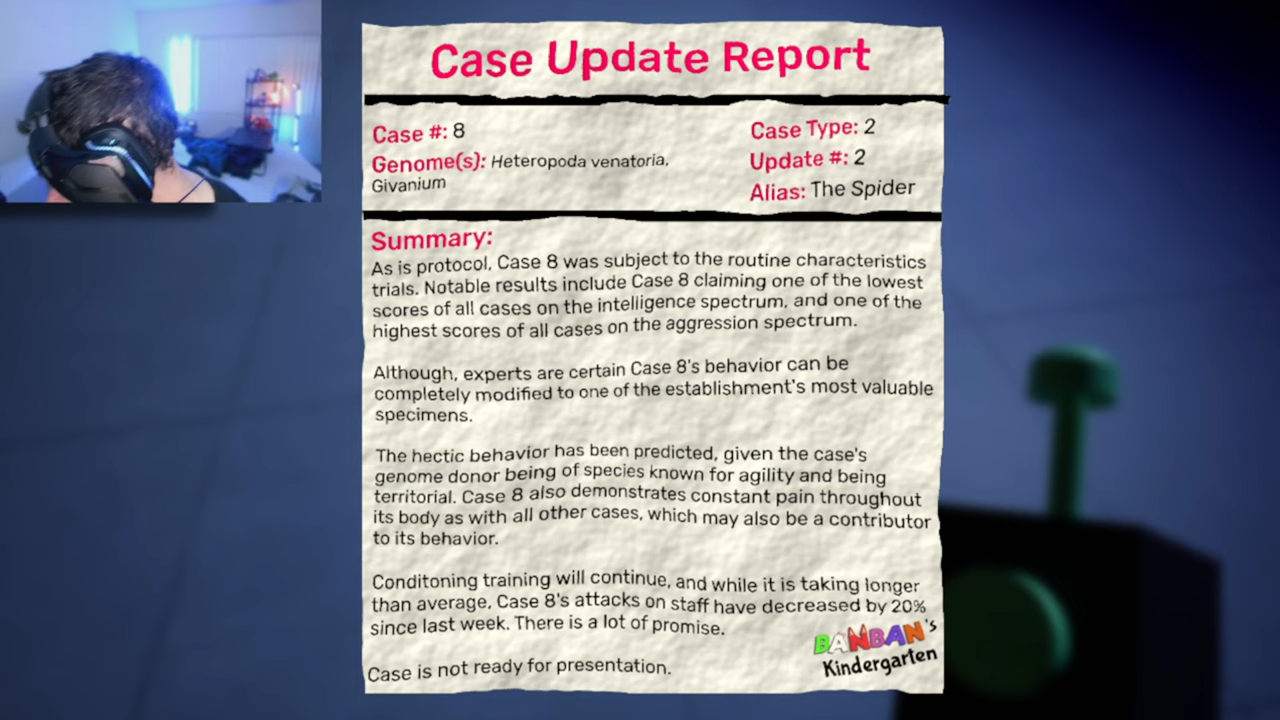 Case Update Report
Case #: 8
Genome(s): Heteropoda venatoria,
Givanium
Case Type: 2
Update #: 2
Alias: The Spider
Summary:
As is protocol, Case 8 was subject to the routine characteristics
trials. Notable results include Case 8 claiming one of the lowest
scores of all cases on the intelligence spectrum, and one of the
highest scores of all cases on the aggression spectrum.
Although, experts are certain Case 8's behavior can be
completely modified to one of the establishment's most valuable
specimens.
The hectic behavior has been predicted, given the case's
genome donor being of species known for agility and being
territorial. Case 8 also demonstrates constant pain throughout
its body as with all other cases, which may also be a contributor
to its behavior.
Conditoning training will continue, and while it is taking longer
than average, Case 8's attacks on staff have decreased by 20%
since last week. There is a lot of promise.
Case is not ready for presentation.
BANBAN's
Kindergarten